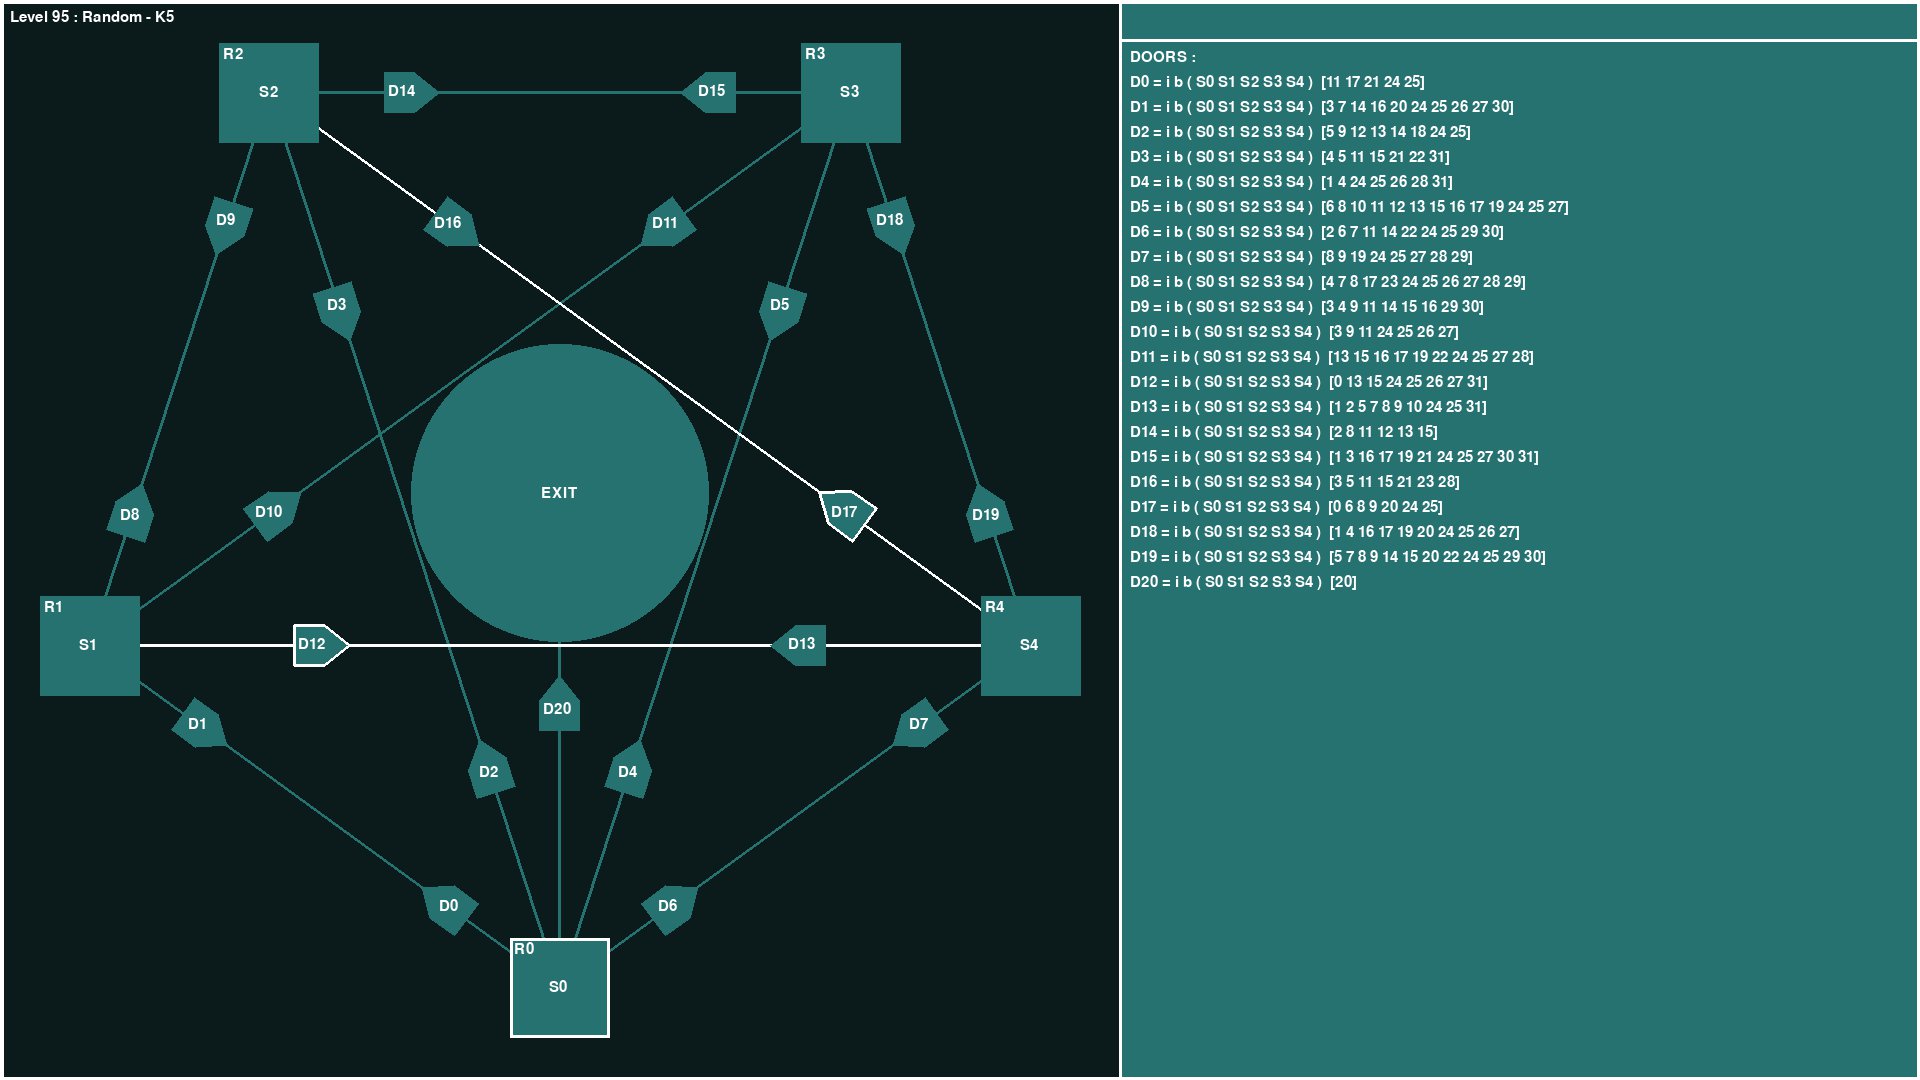 Level 95 : Random - K5
R2
S2
R3
S3
D14
D15
D9
D16
D11
D18
D3
D5
EXIT
D8
D10
D17
D19
R1
S1
D12
D13
R4
S4
D1
D20
D7
D2
D4
D0
D6
R0
S0
DOORS :
D0 = i b ( S0 S1 S2 S3 S4 ) [11 17 21 24 25]
D1 = i b ( S0 S1 S2 S3 S4 ) [3 7 14 16 20 24 25 26 27 30]
D2 = i b ( S0 S1 S2 S3 S4 ) [5 9 12 13 14 18 24 25]
D3 = i b ( S0 S1 S2 S3 S4 ) [4 5 11 15 21 22 31]
D4 = i b ( S0 S1 S2 S3 S4 ) [1 4 24 25 26 28 31]
D5 = i b ( S0 S1 S2 S3 S4 ) [6 8 10 11 12 13 15 16 17 19 24 25 27]
D6 = i b ( S0 S1 S2 S3 S4 ) [2 6 7 11 14 22 24 25 29 30]
D7 = i b ( S0 S1 S2 S3 S4 ) [8 9 19 24 25 27 28 29]
D8 = i b ( S0 S1 S2 S3 S4 ) [4 7 8 17 23 24 25 26 27 28 29]
D9 = i b ( S0 S1 S2 S3 S4 ) [3 4 9 11 14 15 16 29 30]
D10 = i b ( S0 S1 S2 S3 S4 ) [3 9 11 24 25 26 27]
D11 = i b ( S0 S1 S2 S3 S4 ) [13 15 16 17 19 22 24 25 27 28]
D12 = i b ( S0 S1 S2 S3 S4 ) [0 13 15 24 25 26 27 31]
D13 = i b ( S0 S1 S2 S3 S4 ) [1 2 5 7 8 9 10 24 25 31]
D14 = i b ( S0 S1 S2 S3 S4 ) [2 8 11 12 13 15]
D15 = i b ( S0 S1 S2 S3 S4 ) [1 3 16 17 19 21 24 25 27 30 31]
D16 = i b ( S0 S1 S2 S3 S4 ) [3 5 11 15 21 23 28]
D17 = i b ( S0 S1 S2 S3 S4 ) [0 6 8 9 20 24 25]
D18 = i b ( S0 S1 S2 S3 S4 ) [1 4 16 17 19 20 24 25 26 27]
D19 = i b ( S0 S1 S2 S3 S4 ) [5 7 8 9 14 15 20 22 24 25 29 30]
D20 = i b ( S0 S1 S2 S3 S4 ) [20]